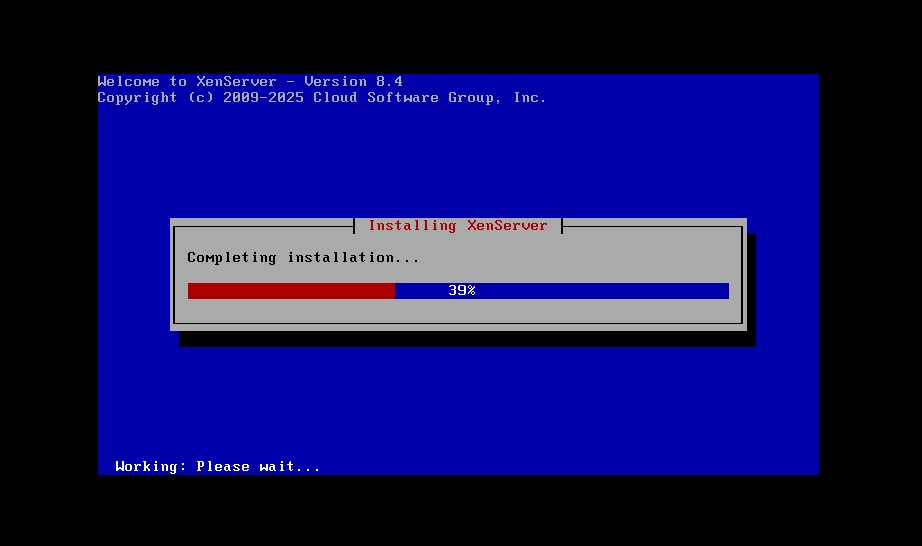 Welcome to XenServer - Version 8.4
Copyright (c) 2009-2025 Cloud Software Group, Inc.
Installing XenServer
Completing installation...
39%
Working: Please wait...